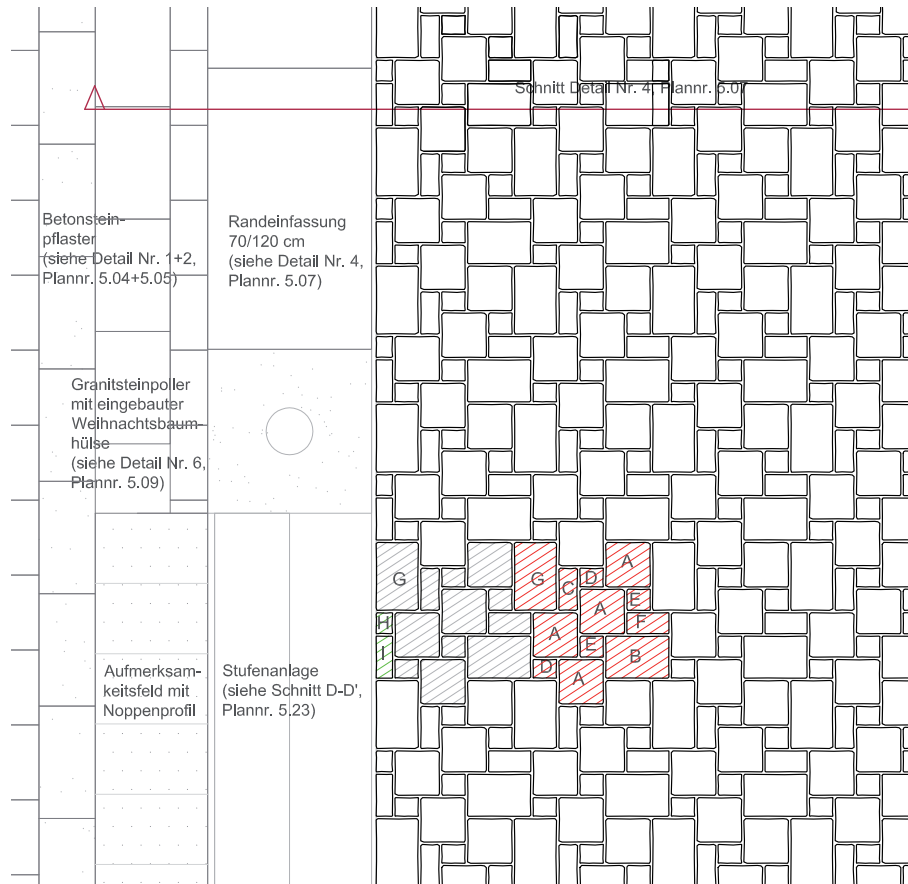 Schnitt Detail Nr. 4, Plannr. 5.07
Betonstein-
pflaster
(siehe Detail Nr. 1+2,
Plannr. 5.04+5.05)
Randeinfassung
70/120 cm
(siehe Detail Nr. 4,
Plannr. 5.07)
Granitsteinpoller
mit eingebauter
Weihnachtsbaum-
hülse
(siehe Detail Nr. 6,
Plannr. 5.09)
Aufmerksam-
keitsfeld mit
Noppenprofil
Stufenanlage
(siehe Schnitt D-D',
Plannr. 5.23)
G
H
I
G
C
D
A
A
E
A
F
E
B
D
A